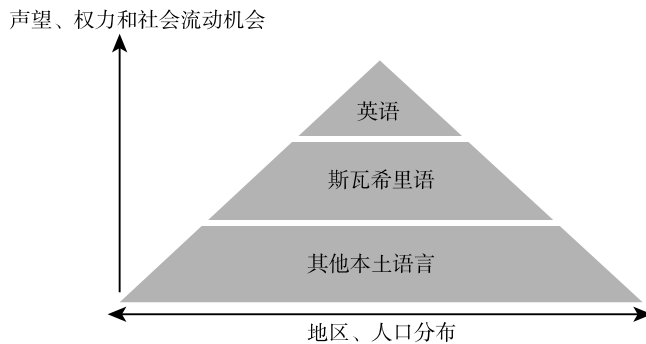 声望、权力和社会流动机会
英语
斯瓦希里语
其他本土语言
地区、人口分布